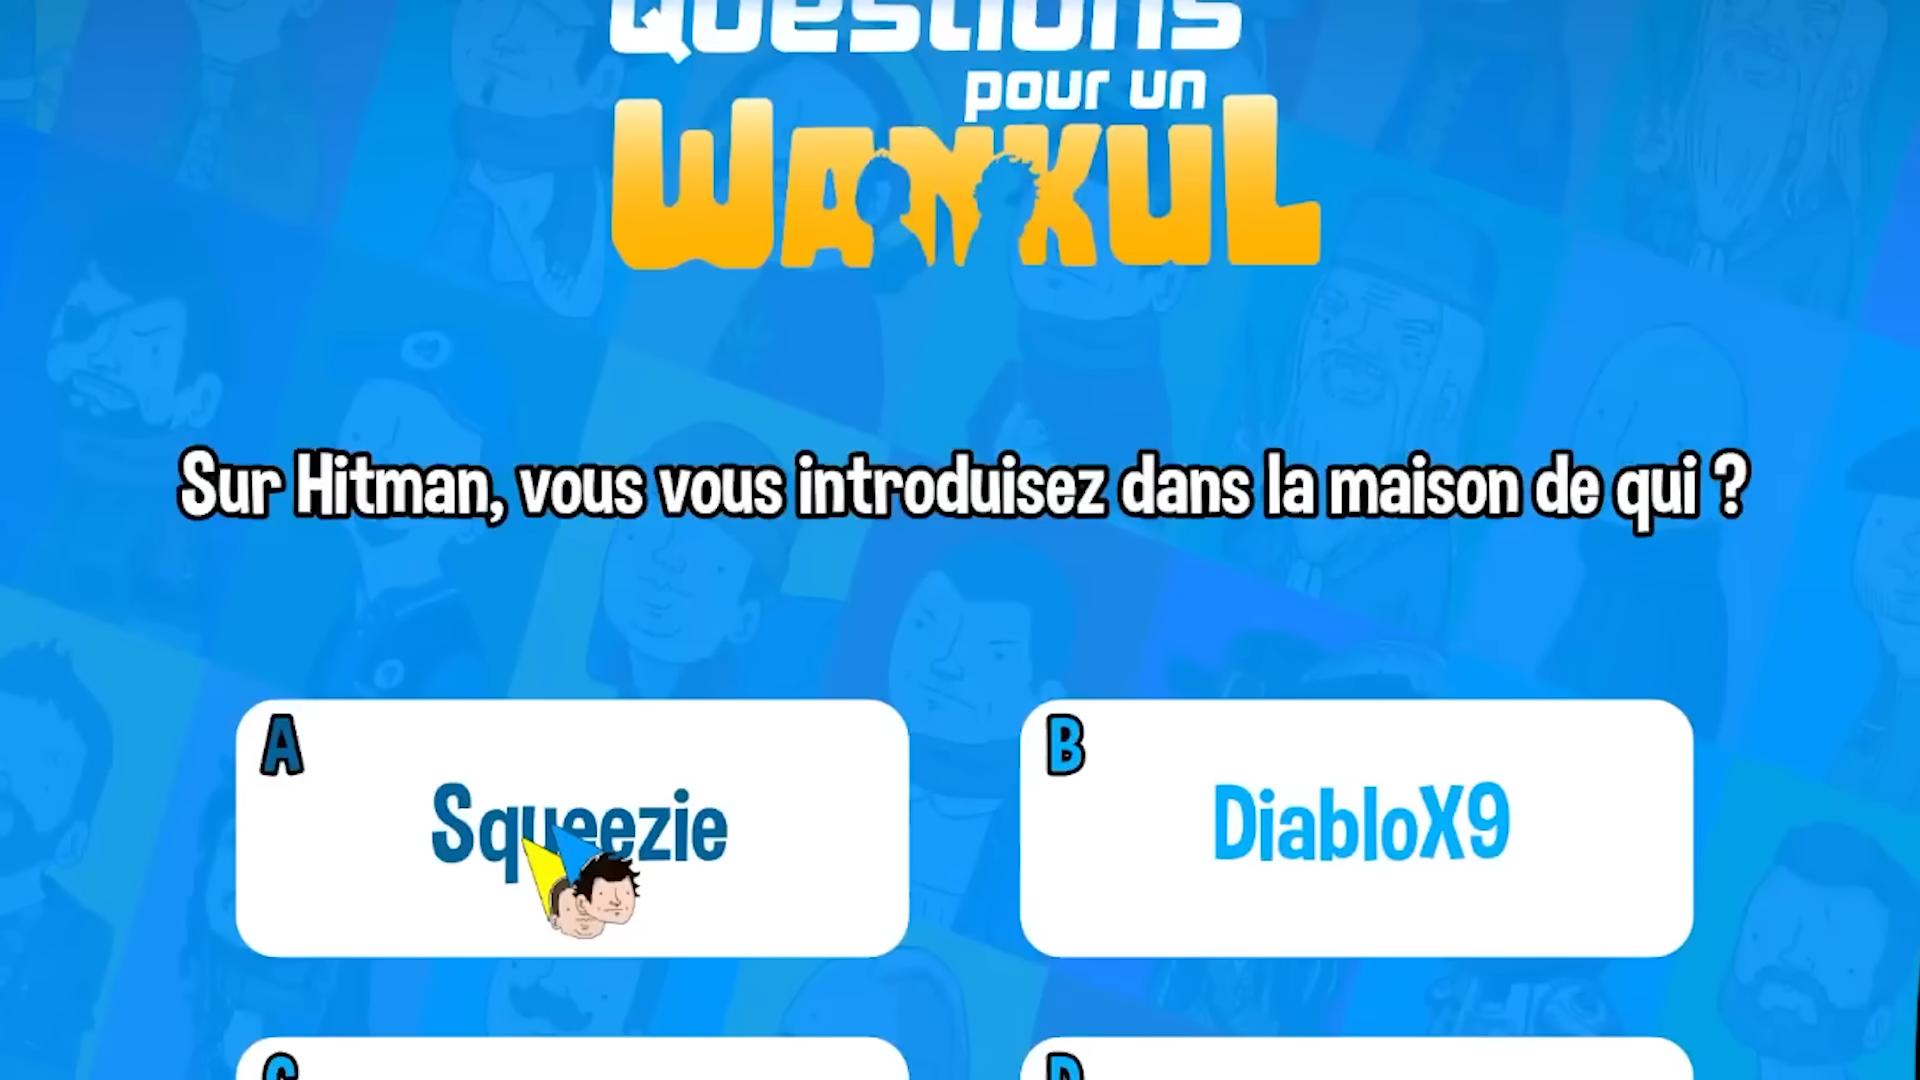 Questions
pour un
WANKUL
Sur Hitman, vous vous introduisez dans la maison de qui ?
A
Squeezie
B
DiabloX9
C
D